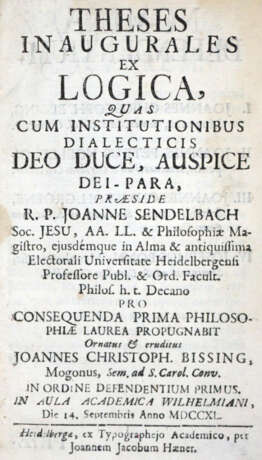 THESES
INAUGURALES
EX
LOGICA,
QUAS
CUM INSTITUTIONIBUS
DIALECTICIS
DEO DUCE, AUSPICE
DEI-PARA,
PRÆSIDE
R. P. JOANNE SENDELBACH
Soc. JESU, AA. LL. & Philosophiæ Ma-
gistro, ejusdémque in Alma & antiquissima
Electorali Universitate Heidelbergensi
Professore Publ. & Ord. Facult.
Philos. h. t. Decano
PRO
CONSEQUENDA PRIMA PHILOSO-
PHIÆ LAUREA PROPUGNABIT
Ornatus & eruditus
JOANNES CHRISTOPH. BISSING,
Mogonus, Sem. ad S. Carol. Conv.
IN ORDINE DEFENDENTIUM PRIMUS.
IN AULA ACADEMICA WILHELMIANI,
Die 14. Septembris Anno MDCCXL.
Heidelbergæ, ex Typographejo Academico, per
Joannem Jacobum Hæner.